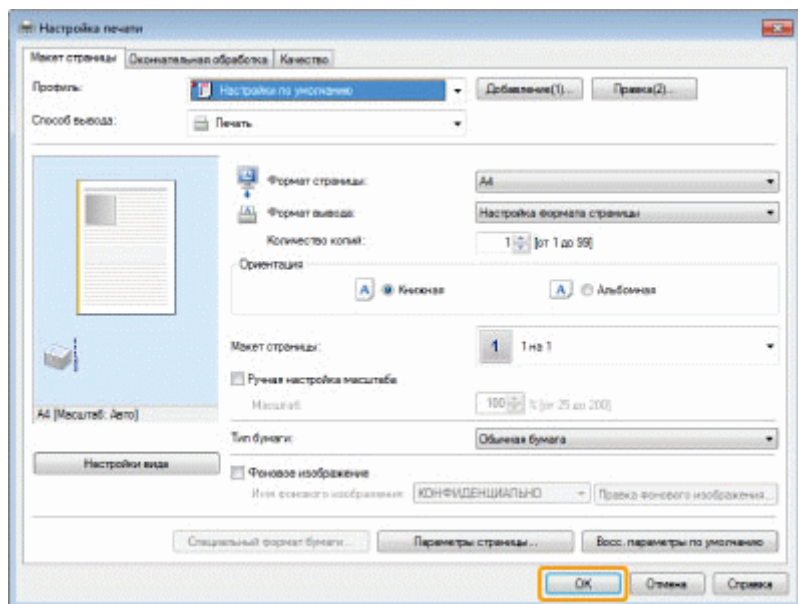 Настройка печати
Макет страницы Окончательная обработка Качество
Профиль: Настройки по умолчанию Добавление(1)... Правка(2)...
Способ вывода: Печать
Формат страницы: A4
Формат вывода: Настройка формата страницы
Количество копий: 1 [от 1 до 99]
Ориентация
A Книжная A Альбомная
Макет страницы: 1 1 на 1
Ручная настройка масштаба
Масштаб: 100 % [от 25 до 200]
A4 [Масштаб: Авто]
Тип бумаги: Обычная бумага
Настройки вида
Фоновое изображение
Имя фонового изображения: КОНФИДЕНЦИАЛЬНО Правка фонового изображения...
Специальный формат бумаги... Параметры страницы... Восс. параметры по умолчанию
OK Отмена Справка